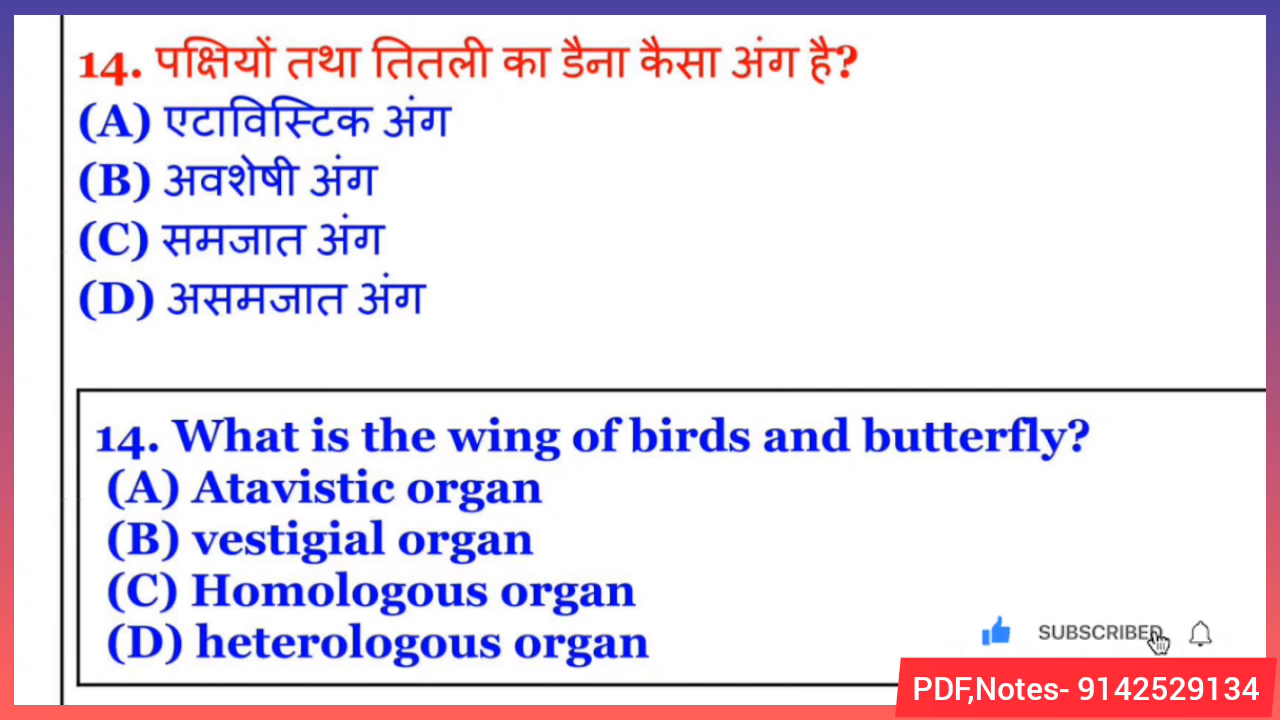 14. पक्षियों तथा तितली का डैना कैसा अंग है?
(A) एटाविस्टिक अंग
(B) अवशेषी अंग
(C) समजात अंग
(D) असमजात अंग
14. What is the wing of birds and butterfly?
(A) Atavistic organ
(B) vestigial organ
(C) Homologous organ
(D) heterologous organ
SUBSCRIBED
PDF,Notes- 9142529134